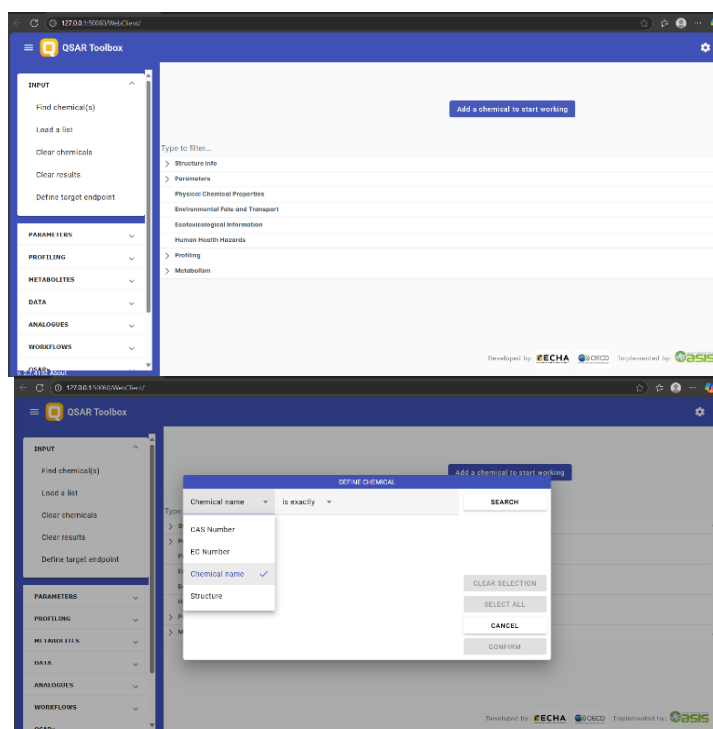 127.0.0.1:50060/WebClient/
QSAR Toolbox
INPUT
Find chemical(s)
Load a list
Clear chemicals
Clear results
Define target endpoint
PARAMETERS
PROFILING
METABOLITES
DATA
ANALOGUES
WORKFLOWS
QSARs
About
Add a chemical to start working
Type to filter...
Structure info
Parameters
Physical Chemical Properties
Environmental Fate and Transport
Ecotoxicological Information
Human Health Hazards
Profiling
Metabolism
Developed by: ECHA OECD Implemented by: Oasis
127.0.0.1:50060/WebClient/
QSAR Toolbox
INPUT
Find chemical(s)
Load a list
Clear chemicals
Clear results
Define target endpoint
PARAMETERS
PROFILING
METABOLITES
DATA
ANALOGUES
WORKFLOWS
QSARs
Add a chemical to start working
Type
DEFINE CHEMICAL
Chemical name is exactly SEARCH
CAS Number
EC Number
Chemical name
Structure
CLEAR SELECTION
SELECT ALL
CANCEL
CONFIRM
Developed by: ECHA OECD Implemented by: Oasis